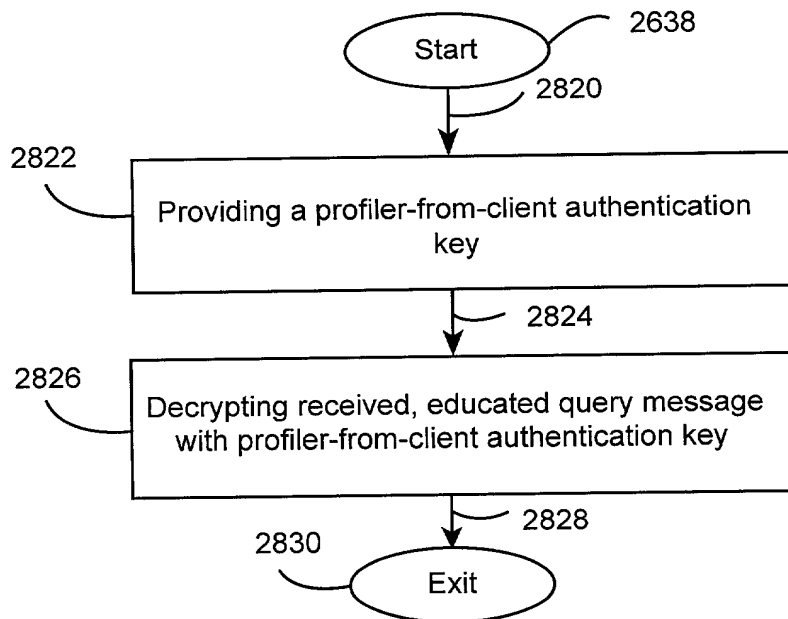 Start
2638
2820
2822
Providing a profiler-from-client authentication
key
2824
2826
Decrypting received, educated query message
with profiler-from-client authentication key
2828
2830
Exit